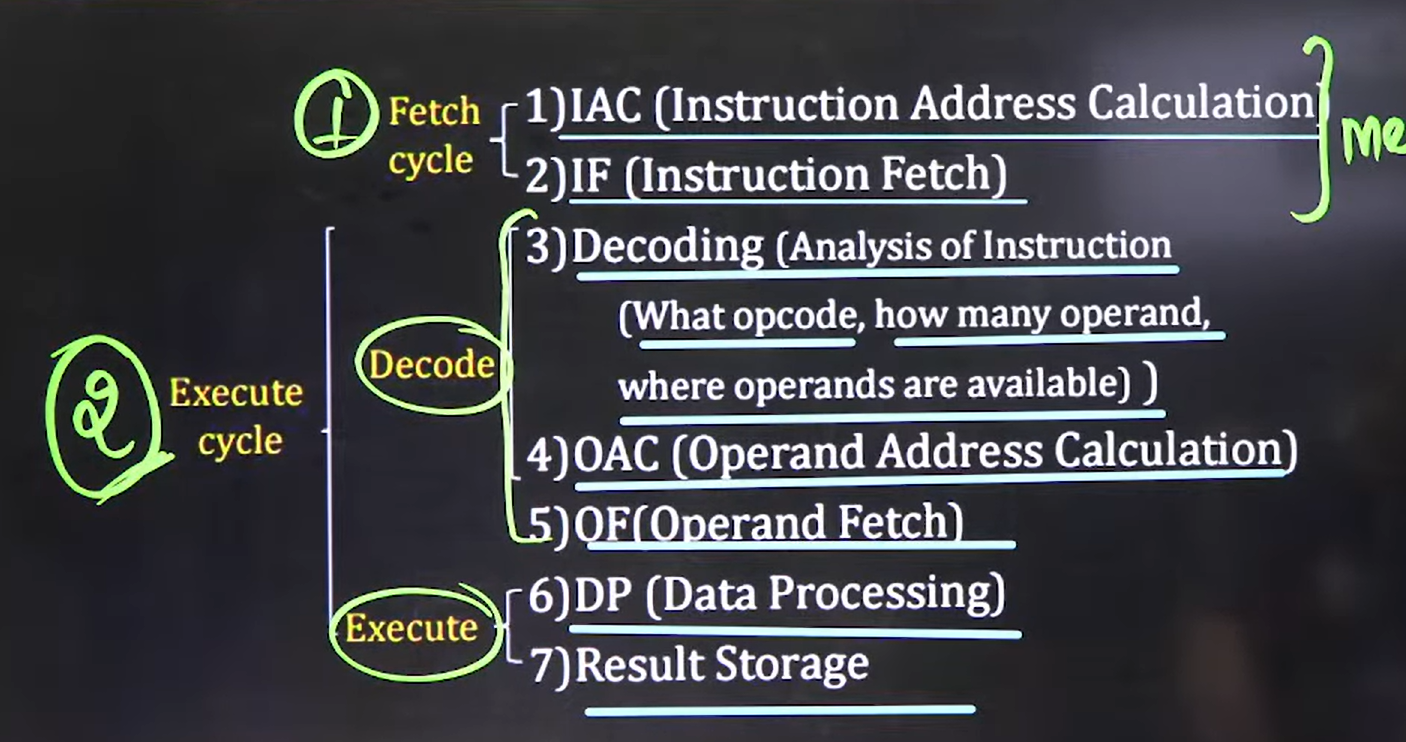 ① Fetch cycle
1)IAC (Instruction Address Calculation)
2)IF (Instruction Fetch)
Me
② Execute cycle
Decode
3)Decoding (Analysis of Instruction
(What opcode, how many operand,
where operands are available) )
4)OAC (Operand Address Calculation)
5)OF(Operand Fetch)
Execute
6)DP (Data Processing)
7)Result Storage